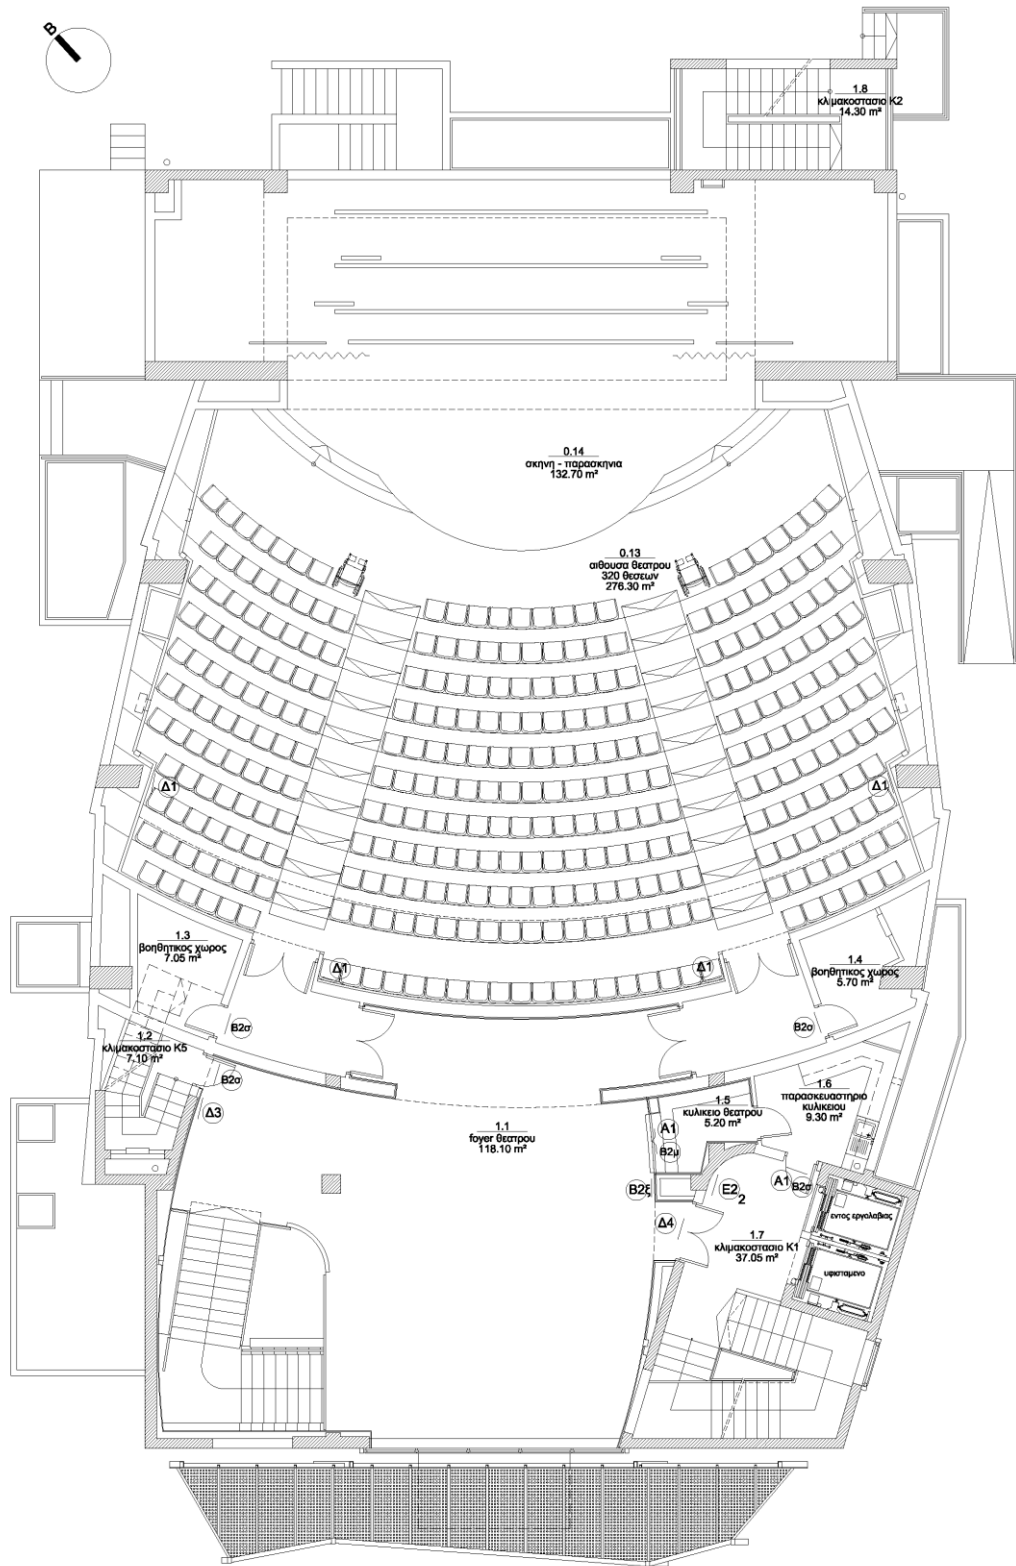 B
1.8
κλιμακοστασιο Κ2
14.30 m²
0.14
σκηνη - παρασκηνια
132.70 m²
0.13
αιθουσα θεατρου
320 θεσεων
276.30 m²
Δ1
Δ1
1.3
βοηθητικος χωρος
7.05 m²
Δ1
Δ1
1.4
βοηθητικος χωρος
5.70 m²
Β2σ
Β2σ
1.2
κλιμακοστασιο Κ5
7.10 m²
Β2σ
Δ3
1.1
foyer θεατρου
118.10 m²
1.5
κυλικειο θεατρου
5.20 m²
1.6
παρασκευαστηριο
κυλικειου
9.30 m²
Α1
Β2μ
Β2ξ
Ε2 2
Α1
Β2σ
Δ4
1.7
κλιμακοστασιο Κ1
37.05 m²
εντος εργολαβιας
υφισταμενο